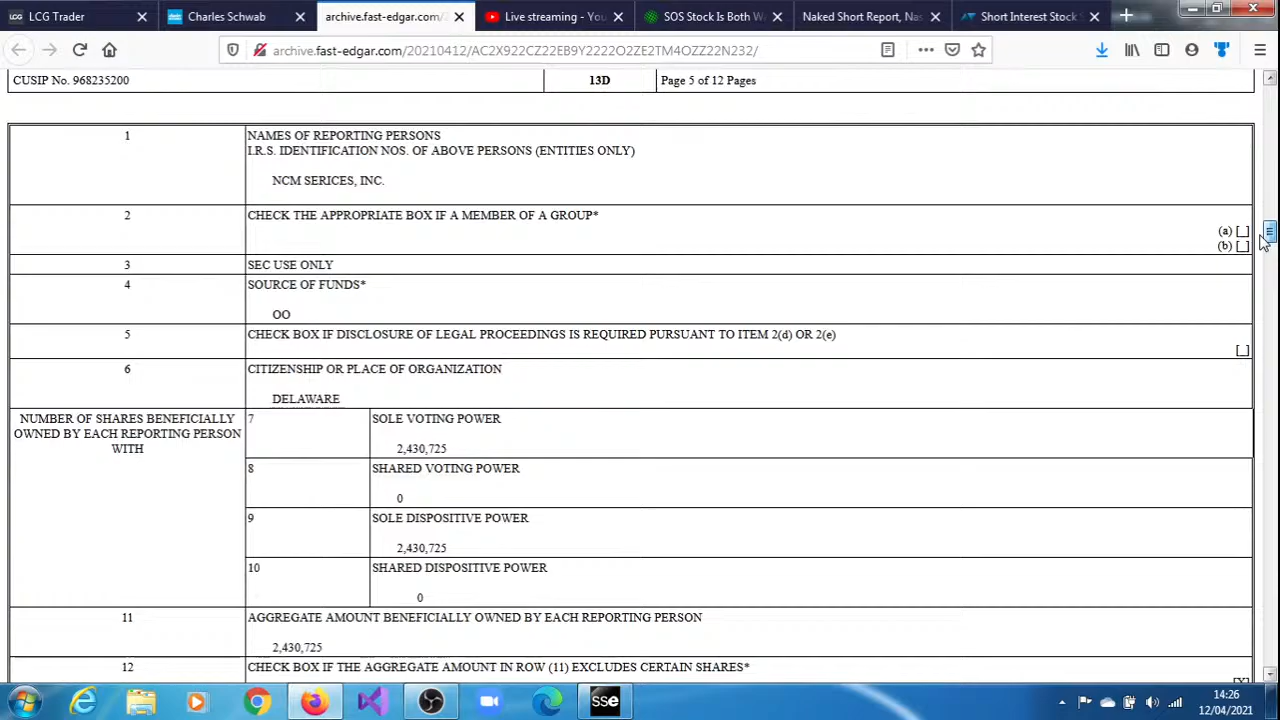 LCG Trader
Charles Schwab
archive.fast-edgar.com/2
Live streaming - You
SOS Stock Is Both W
Naked Short Report, Nas
Short Interest Stock
archive.fast-edgar.com/20210412/AC2X922CZ22EB9Y2222O2ZE2TM4OZZ22N232/
CUSIP No. 968235200
13D
Page 5 of 12 Pages
1
NAMES OF REPORTING PERSONS
I.R.S. IDENTIFICATION NOS. OF ABOVE PERSONS (ENTITIES ONLY)
NCM SERICES, INC.
2
CHECK THE APPROPRIATE BOX IF A MEMBER OF A GROUP*
(a) [_]
(b) [_]
3
SEC USE ONLY
4
SOURCE OF FUNDS*
OO
5
CHECK BOX IF DISCLOSURE OF LEGAL PROCEEDINGS IS REQUIRED PURSUANT TO ITEM 2(d) OR 2(e)
[_]
6
CITIZENSHIP OR PLACE OF ORGANIZATION
DELAWARE
NUMBER OF SHARES BENEFICIALLY
OWNED BY EACH REPORTING PERSON
WITH
7
SOLE VOTING POWER
2,430,725
8
SHARED VOTING POWER
0
9
SOLE DISPOSITIVE POWER
2,430,725
10
SHARED DISPOSITIVE POWER
0
11
AGGREGATE AMOUNT BENEFICIALLY OWNED BY EACH REPORTING PERSON
2,430,725
12
CHECK BOX IF THE AGGREGATE AMOUNT IN ROW (11) EXCLUDES CERTAIN SHARES*
[X]
SSE
14:26
12/04/2021